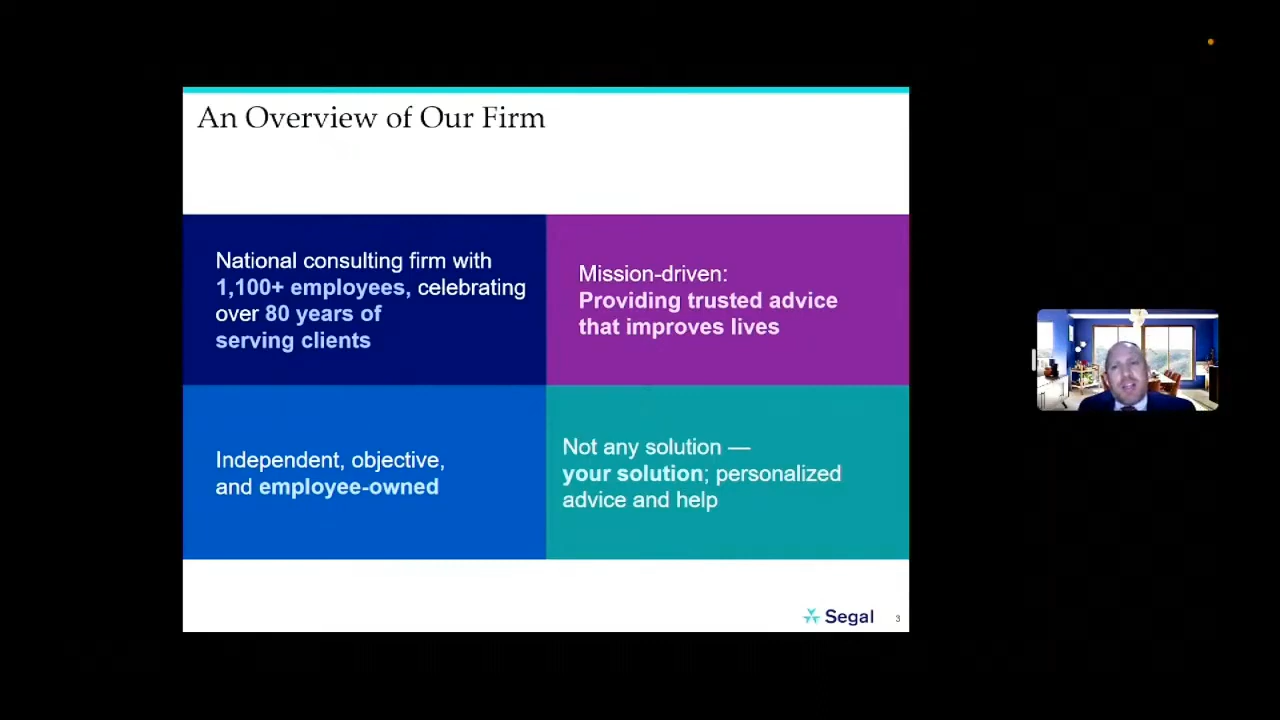 An Overview of Our Firm
National consulting firm with
1,100+ employees, celebrating
over 80 years of
serving clients
Mission-driven:
Providing trusted advice
that improves lives
Independent, objective,
and employee-owned
Not any solution —
your solution; personalized
advice and help
Segal
3